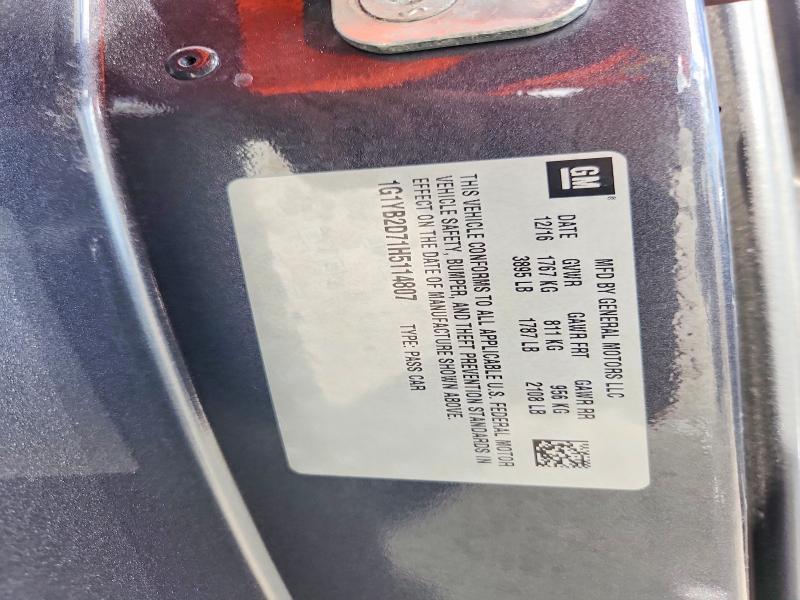 GM®
MFD BY GENERAL MOTORS LLC
DATE GVWR GAWR FRT GAWR RR
12/16 1767 KG 811 KG 956 KG
3895 LB 1787 LB 2108 LB
THIS VEHICLE CONFORMS TO ALL APPLICABLE U.S. FEDERAL MOTOR
VEHICLE SAFETY, BUMPER, AND THEFT PREVENTION STANDARDS IN
EFFECT ON THE DATE OF MANUFACTURE SHOWN ABOVE.
1G1YB2D71H5114807 TYPE: PASS CAR